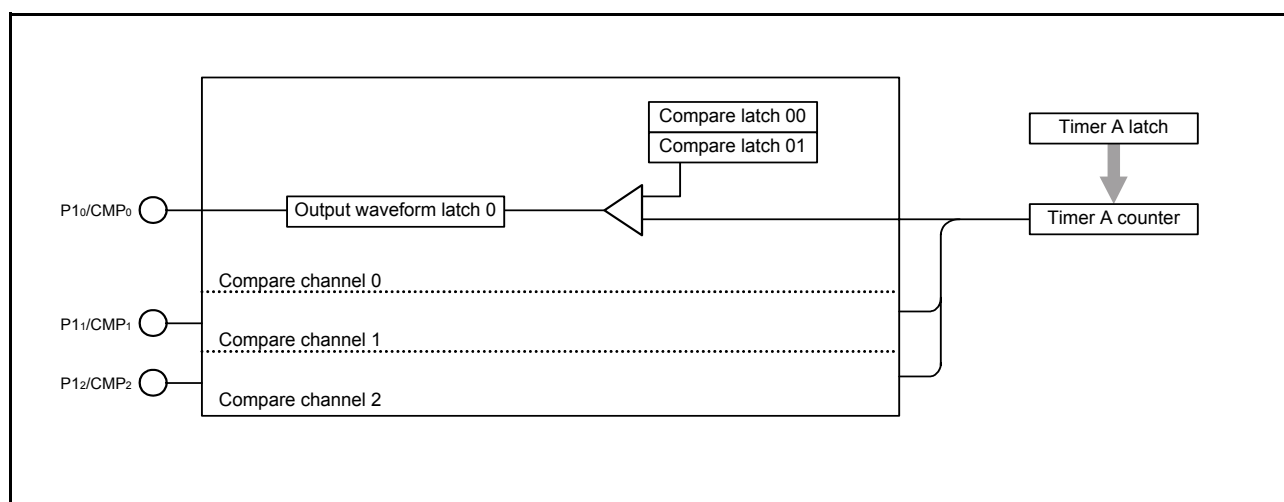 Compare latch 00
Compare latch 01
Timer A latch
P1₀/CMP₀
Output waveform latch 0
Timer A counter
Compare channel 0
P1₁/CMP₁
Compare channel 1
P1₂/CMP₂
Compare channel 2